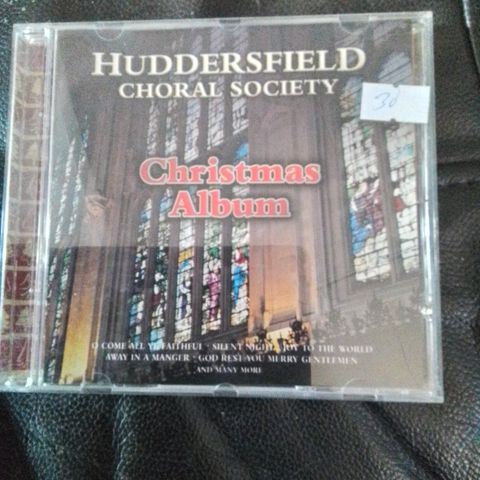 HUDDERSFIELD
CHORAL SOCIETY
30
Christmas
Album
O COME ALL YE FAITHFUL · SILENT NIGHT · JOY TO THE WORLD
AWAY IN A MANGER · GOD REST YOU MERRY GENTLEMEN
AND MANY MORE